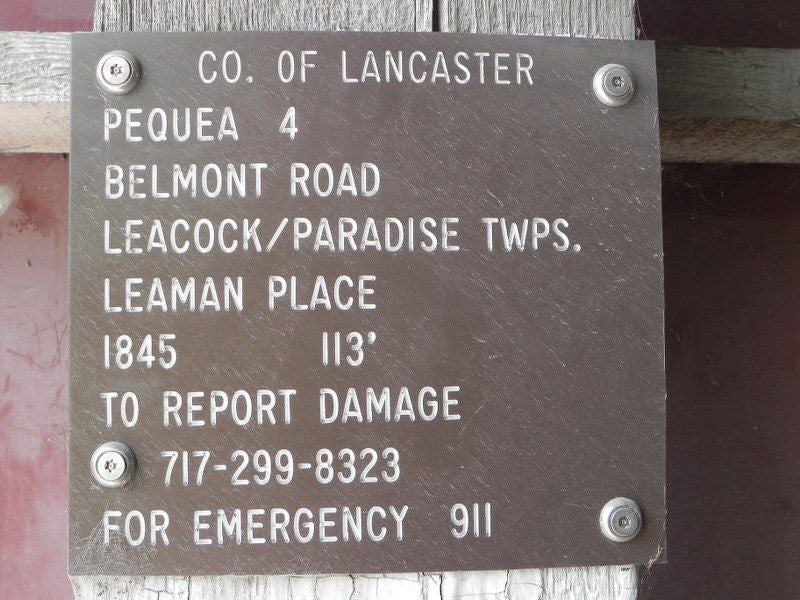 CO. OF LANCASTER
PEQUEA 4
BELMONT ROAD
LEACOCK/PARADISE TWPS.
LEAMAN PLACE
1845 113'
TO REPORT DAMAGE
717-299-8323
FOR EMERGENCY 911